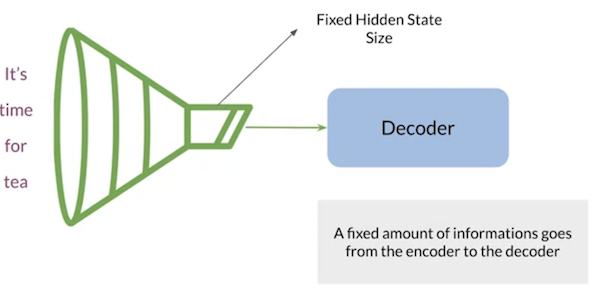 Fixed Hidden State
Size
It's
time
for
tea
Decoder
A fixed amount of informations goes
from the encoder to the decoder